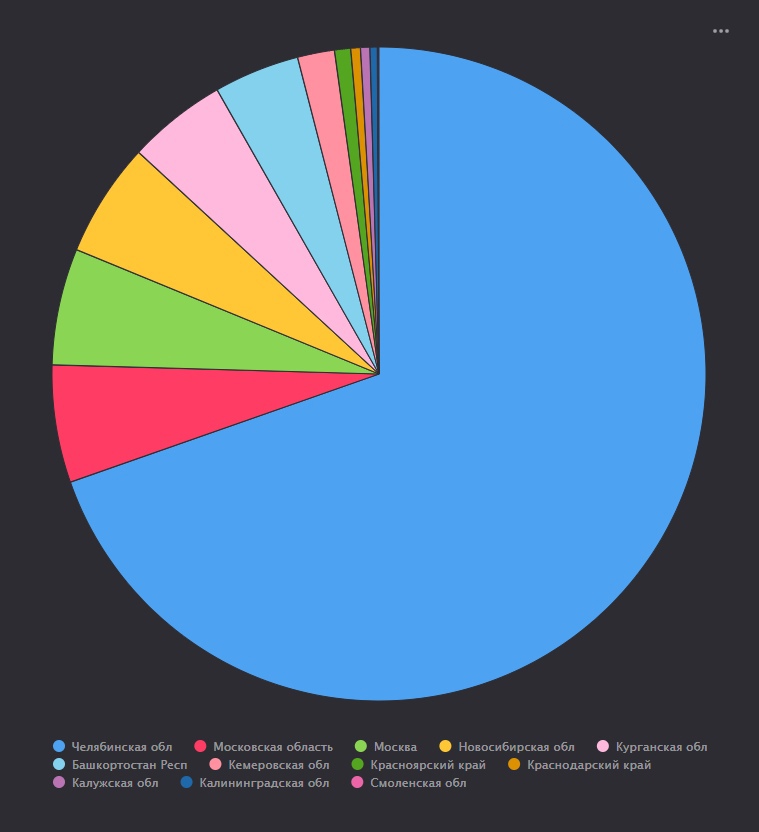 Челябинская обл Московская область Москва Новосибирская обл Курганская обл
Башкортостан Респ Кемеровская обл Красноярский край Краснодарский край
Калужская обл Калининградская обл Смоленская обл